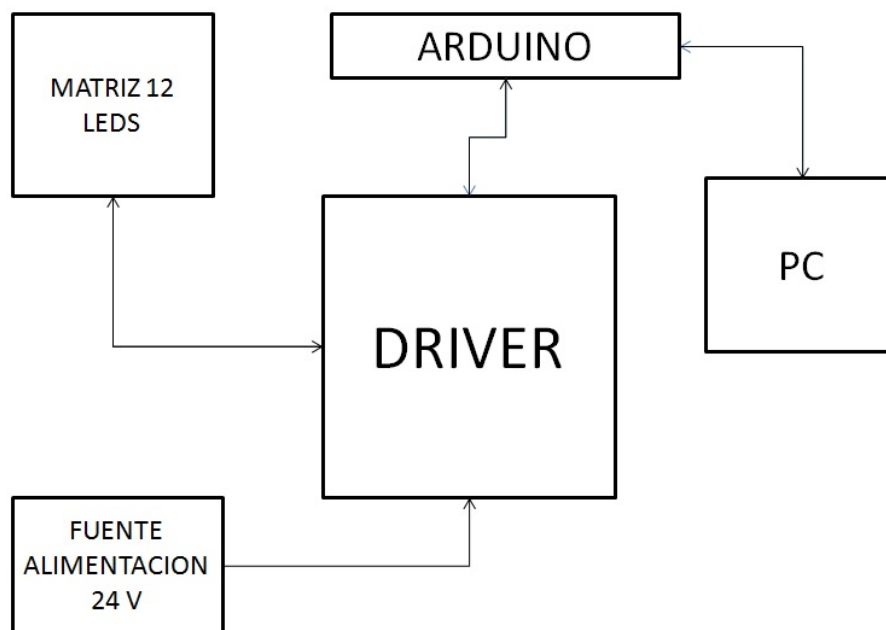 MATRIZ 12
LEDS
ARDUINO
PC
DRIVER
FUENTE
ALIMENTACION
24 V